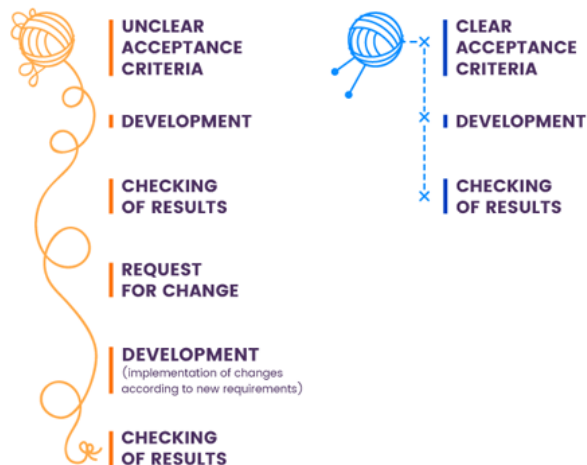 UNCLEAR
ACCEPTANCE
CRITERIA
DEVELOPMENT
CHECKING
OF RESULTS
REQUEST
FOR CHANGE
DEVELOPMENT
(implementation of changes
according to new requirements)
CHECKING
OF RESULTS
CLEAR
ACCEPTANCE
CRITERIA
DEVELOPMENT
CHECKING
OF RESULTS